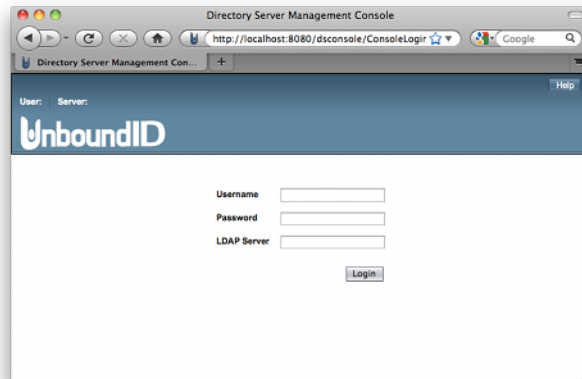 Directory Server Management Console
http://localhost:8080/dsconsole/ConsoleLogin
Google
Directory Server Management Con...
+
Help
User: Server:
UnboundID
Username
Password
LDAP Server
Login